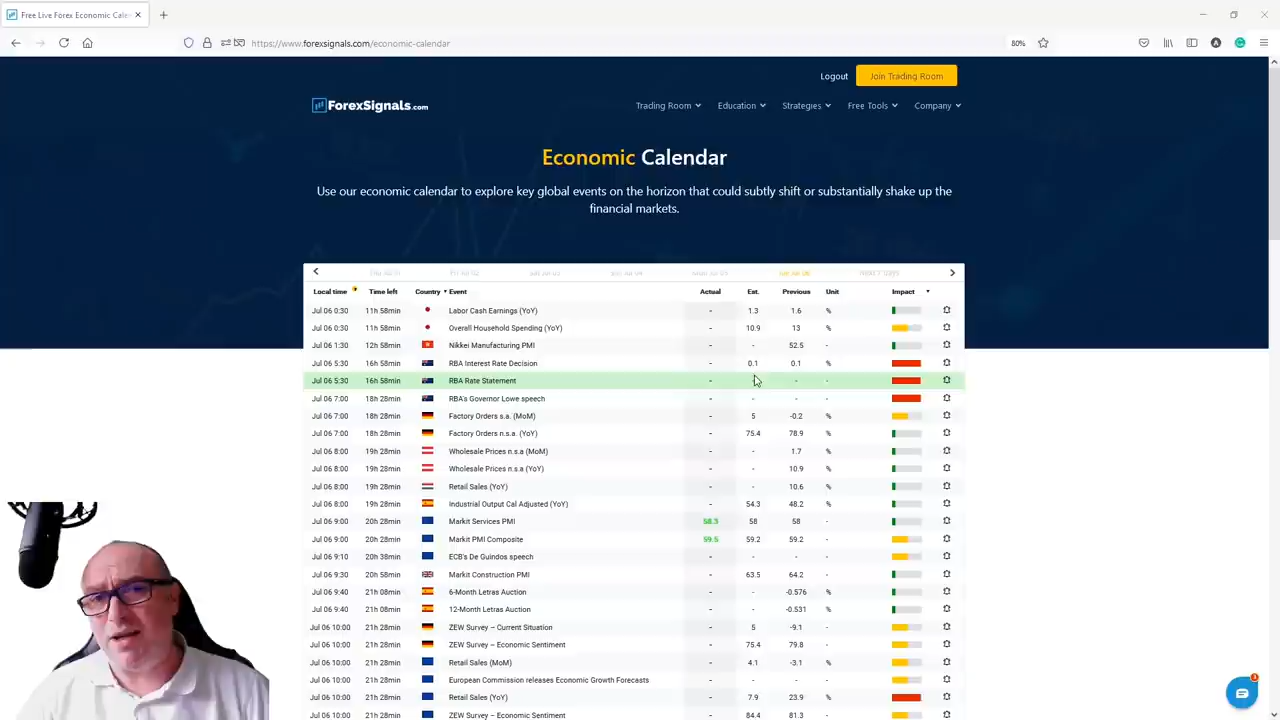 Free Live Forex Economic Cale
https://www.forexsignals.com/economic-calendar
80%
Logout
Join Trading Room
ForexSignals.com
Trading Room
Education
Strategies
Free Tools
Company
Economic Calendar
Use our economic calendar to explore key global events on the horizon that could subtly shift or substantially shake up the
financial markets.
Local time Time left Country Event Actual Est. Previous Unit Impact
Jul 06 0:30 11h 58min Labor Cash Earnings (YoY) - 1.3 1.6 %
Jul 06 0:30 11h 58min Overall Household Spending (YoY) - 10.9 13 %
Jul 06 1:30 12h 58min Nikkei Manufacturing PMI - - 52.5 -
Jul 06 5:30 16h 58min RBA Interest Rate Decision - 0.1 0.1 %
Jul 06 5:30 16h 58min RBA Rate Statement - - -
Jul 06 7:00 18h 28min RBA's Governor Lowe speech - - - -
Jul 06 7:00 18h 28min Factory Orders s.a. (MoM) - 5 -0.2 %
Jul 06 7:00 18h 28min Factory Orders n.s.a. (YoY) - 75.4 78.9 %
Jul 06 8:00 19h 28min Wholesale Prices n.s.a (MoM) - - 1.7 %
Jul 06 8:00 19h 28min Wholesale Prices n.s.a (YoY) - - 10.9 %
Jul 06 8:00 19h 28min Retail Sales (YoY) - - 10.6 %
Jul 06 8:00 19h 28min Industrial Output Cal Adjusted (YoY) - 54.3 48.2 %
Jul 06 9:00 20h 28min Markit Services PMI 58.3 58 58 -
Jul 06 9:00 20h 28min Markit PMI Composite 59.5 59.2 59.2 -
Jul 06 9:10 20h 38min ECB's De Guindos speech - - - -
Jul 06 9:30 20h 58min Markit Construction PMI - 63.5 64.2 -
Jul 06 9:40 21h 08min 6-Month Letras Auction - - -0.576 %
Jul 06 9:40 21h 08min 12-Month Letras Auction - - -0.531 %
Jul 06 10:00 21h 28min ZEW Survey – Current Situation - 5 -9.1 -
Jul 06 10:00 21h 28min ZEW Survey – Economic Sentiment - 75.4 79.8 -
Jul 06 10:00 21h 28min Retail Sales (MoM) - 4.1 -3.1 %
Jul 06 10:00 21h 28min European Commission releases Economic Growth Forecasts - - - -
Jul 06 10:00 21h 28min Retail Sales (YoY) - 7.9 23.9 %
Jul 06 10:00 21h 28min ZEW Survey – Economic Sentiment - 84.4 81.3 -